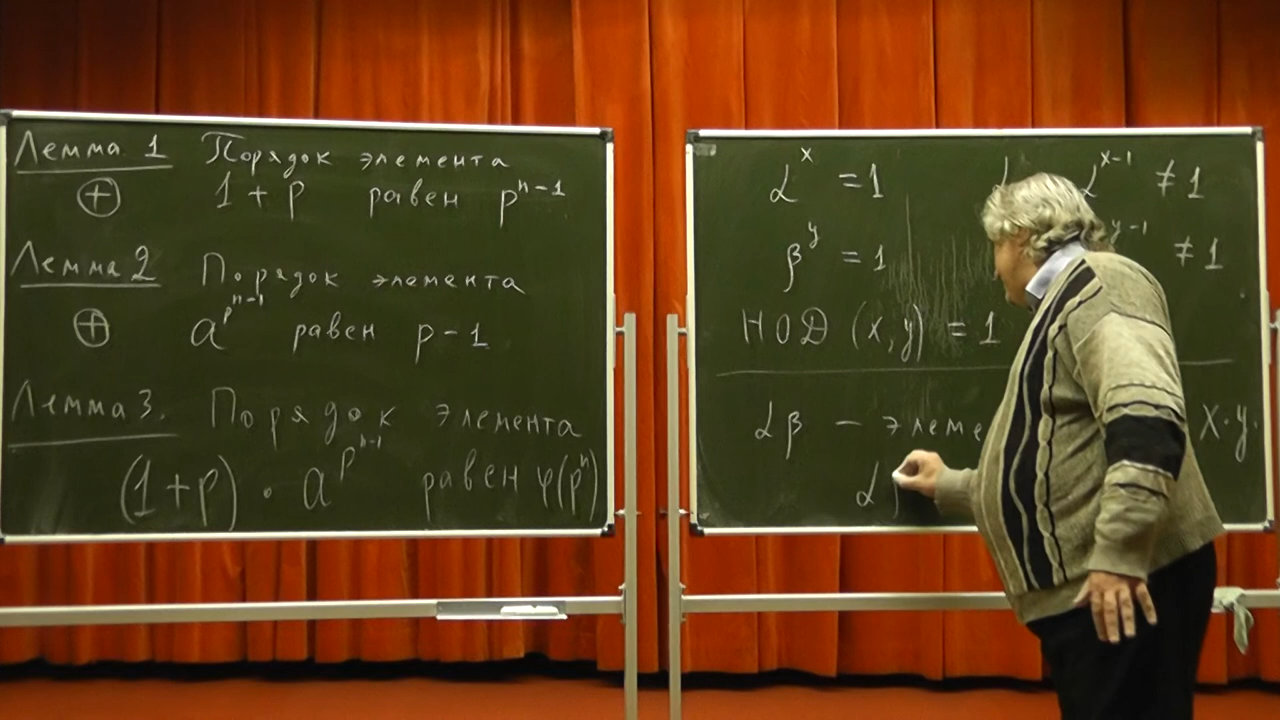 Лемма 1 Порядок элемента
⊕ 1 + p равен p^{n-1}
Лемма 2 Порядок элемента
⊕ a^{p^{n-1}} равен p - 1
Лемма 3. Порядок элемента
(1+p) · a^{p^{n-1}} равен φ(p^n)
α^x = 1 α^{x-1} ≠ 1
β^y = 1 y-1 ≠ 1
НОД (x, y) = 1
αβ - элеме x·y.
α